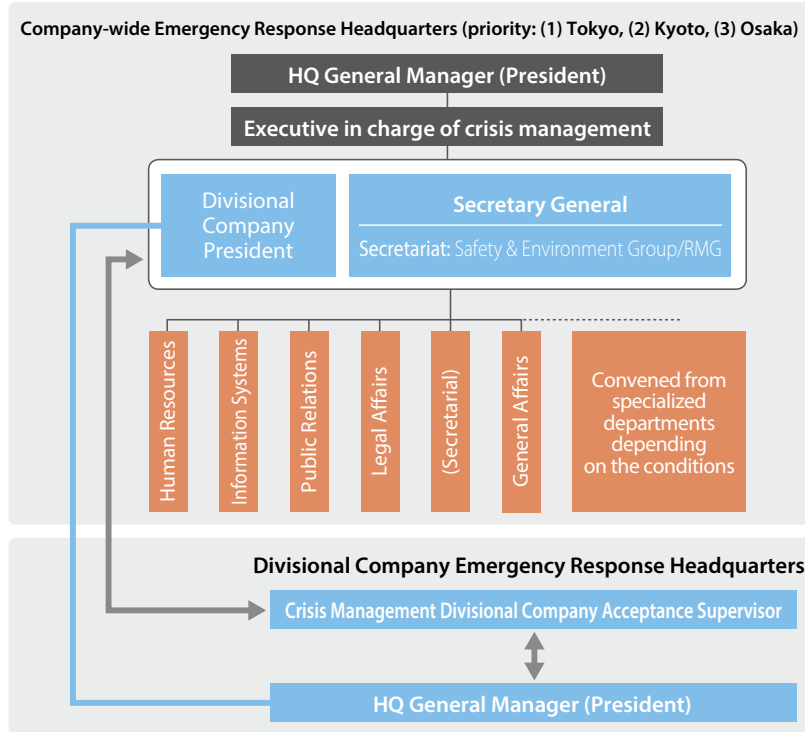 Company-wide Emergency Response Headquarters (priority: (1) Tokyo, (2) Kyoto, (3) Osaka)
HQ General Manager (President)
Executive in charge of crisis management
Divisional
Company
President
Secretary General
Secretariat: Safety & Environment Group/RMG
Human Resources
Information Systems
Public Relations
Legal Affairs
(Secretarial)
General Affairs
Convened from
specialized
departments
depending
on the conditions
Divisional Company Emergency Response Headquarters
Crisis Management Divisional Company Acceptance Supervisor
HQ General Manager (President)